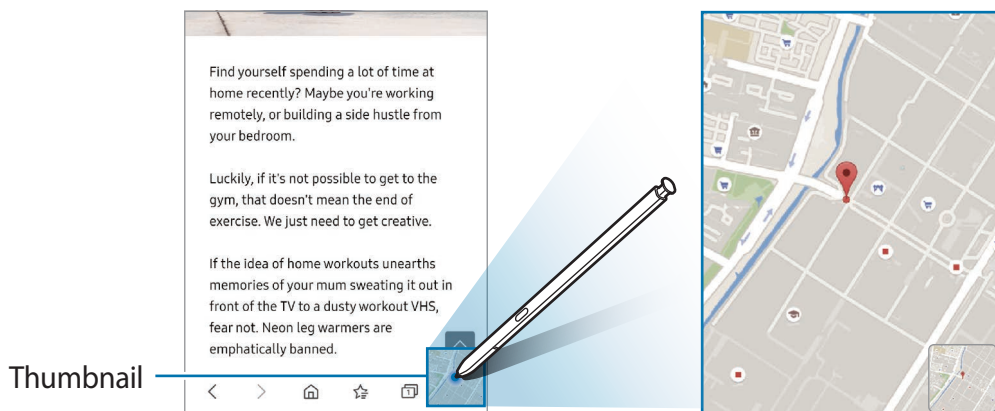 Find yourself spending a lot of time at
home recently? Maybe you're working
remotely, or building a side hustle from
your bedroom.
Luckily, if it's not possible to get to the
gym, that doesn't mean the end of
exercise. We just need to get creative.
If the idea of home workouts unearths
memories of your mum sweating it out in
front of the TV to a dusty workout VHS,
fear not. Neon leg warmers are
emphatically banned.
Thumbnail
1